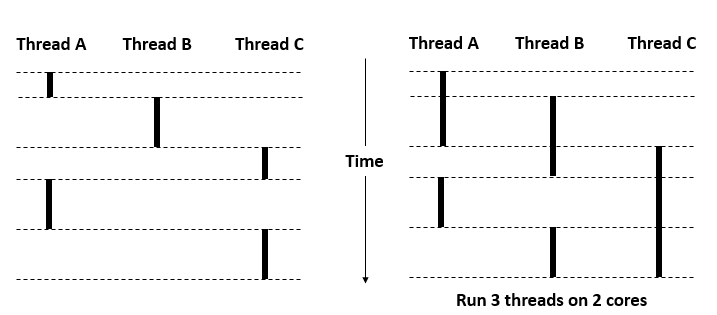 Thread A Thread B Thread C
Thread A Thread B Thread C
Time
Run 3 threads on 2 cores